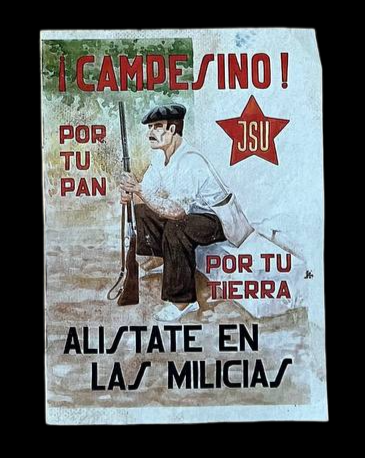 ¡CAMPESINO!
JSU
POR
TU
PAN
POR TU
TIERRA
ALISTATE EN
LAS MILICIAS